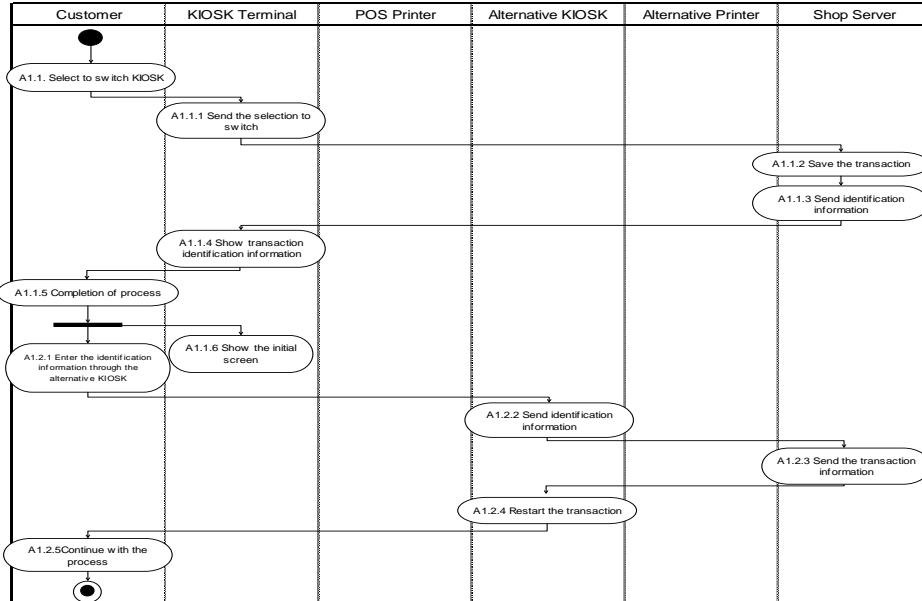 Customer
KIOSK Terminal
POS Printer
Alternative KIOSK
Alternative Printer
Shop Server
A1.1. Select to switch KIOSK
A1.1.1 Send the selection to
switch
A1.1.2 Save the transaction
A1.1.3 Send identification
information
A1.1.4 Show transaction
identification information
A1.1.5 Completion of process
A1.1.6 Show the initial
screen
A1.2.1 Enter the identification
information through the
alternative KIOSK
A1.2.2 Send identification
information
A1.2.3 Send the transaction
information
A1.2.4 Restart the transaction
A1.2.5Continue with the
process